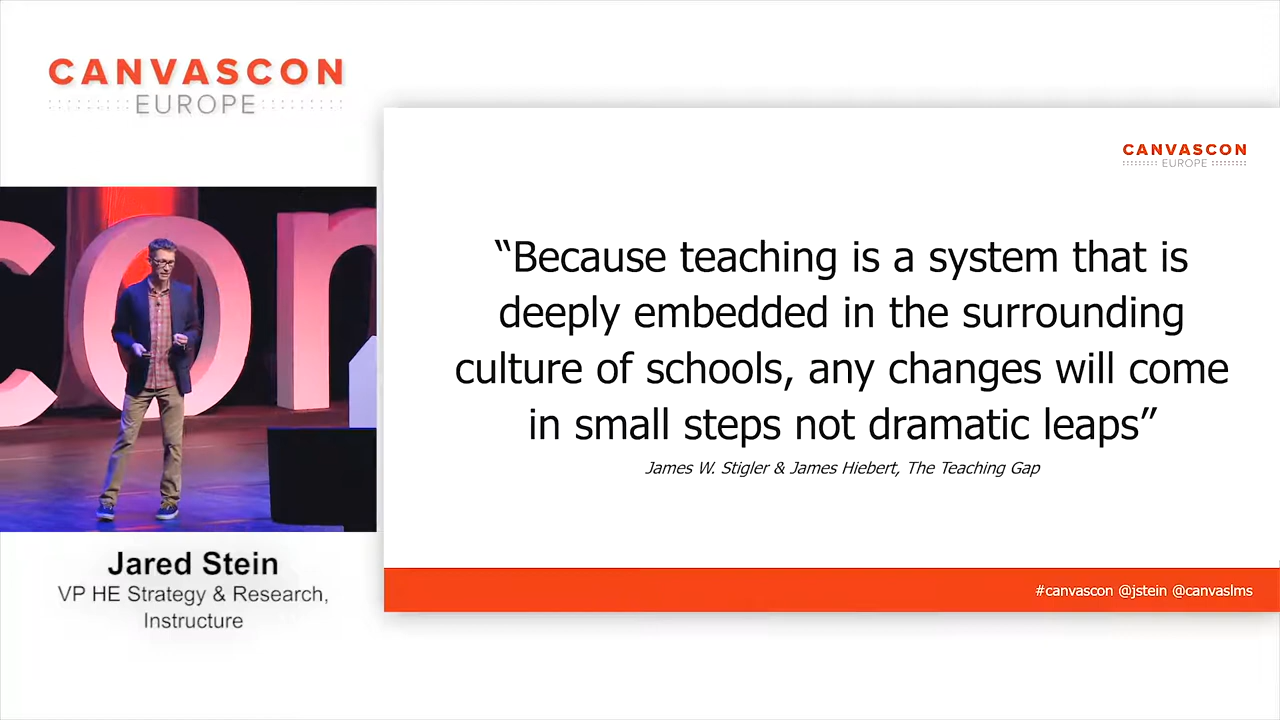 CANVASCON
EUROPE
con
Jared Stein
VP HE Strategy & Research,
Instructure
CANVASCON
EUROPE
“Because teaching is a system that is
deeply embedded in the surrounding
culture of schools, any changes will come
in small steps not dramatic leaps”
James W. Stigler & James Hiebert, The Teaching Gap
#canvascon @jstein @canvaslms